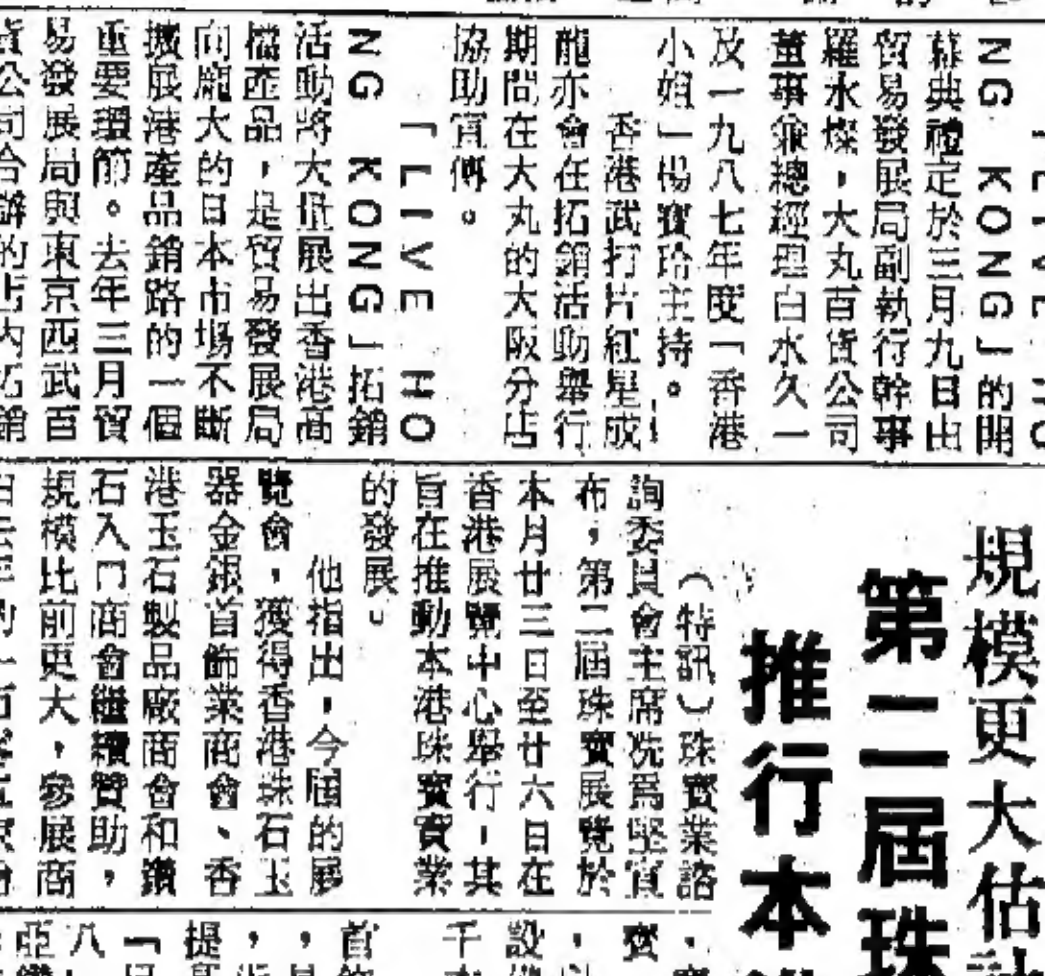 NG KONG」的開
幕典禮定於三月九日由
貿易發展局副執行幹事
羅水燦，大丸百貨公司
董事兼總經理白水久一
及一九八七年度「香港
小姐」楊寶玲主持。
香港武打片紅星成
龍亦會在拓銷活動舉行
期間在大丸的大阪分店
協助宣傳。
「LIVE HO
NG KONG」拓銷
活動將大量展出香港高
檔產品，是貿易發展局
向龐大的日本市場不斷
擴展港產品銷路的一個
重要環節。去年三月貿
易發展局與東京西武百
貨公司合辦的店內拓銷
規模更大估
第二屆珠
推行本
（特訊）珠寶業諮
詢委員會主席冼爲堅宣
布，第二屆珠寶展覽於
本月廿三日至廿六日在
香港展覽中心舉行，其
旨在推動本港珠寶寶業
的發展。
他指出，今屆的展
覽會，獲得香港珠石玉
器金銀首飾業商會、香
港玉石製品廠商會和鑽
石入口商會繼續贊助，
規模比前更大，參展商